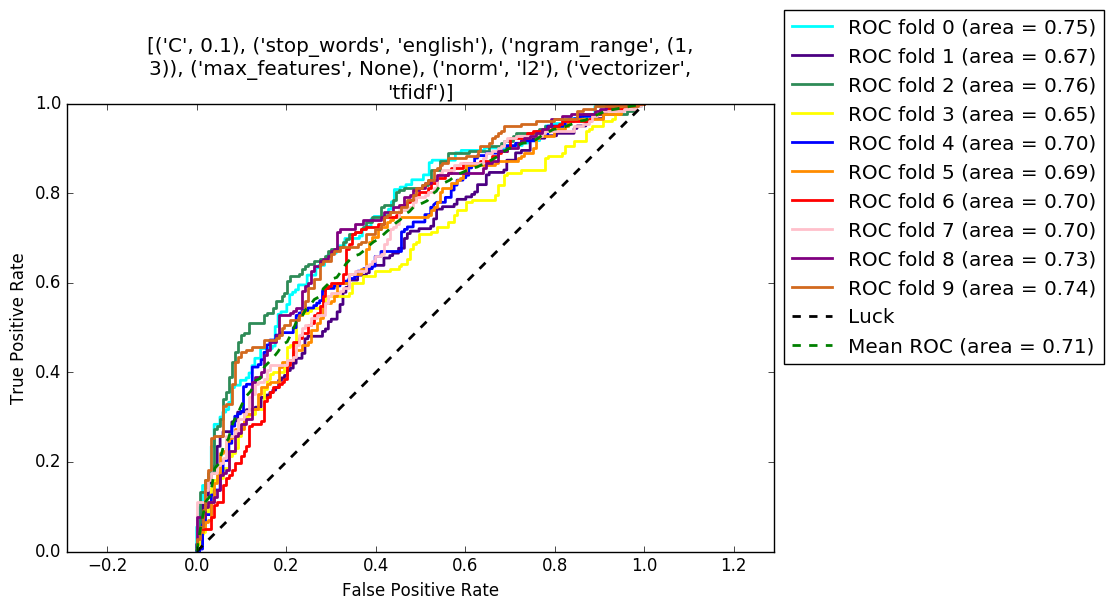 [('C', 0.1), ('stop_words', 'english'), ('ngram_range', (1,
3)), ('max_features', None), ('norm', 'l2'), ('vectorizer',
'tfidf')]
ROC fold 0 (area = 0.75)
ROC fold 1 (area = 0.67)
ROC fold 2 (area = 0.76)
ROC fold 3 (area = 0.65)
ROC fold 4 (area = 0.70)
ROC fold 5 (area = 0.69)
ROC fold 6 (area = 0.70)
ROC fold 7 (area = 0.70)
ROC fold 8 (area = 0.73)
ROC fold 9 (area = 0.74)
Luck
Mean ROC (area = 0.71)
True Positive Rate
1.0
0.8
0.6
0.4
0.2
0.0
−0.2 0.0 0.2 0.4 0.6 0.8 1.0 1.2
False Positive Rate